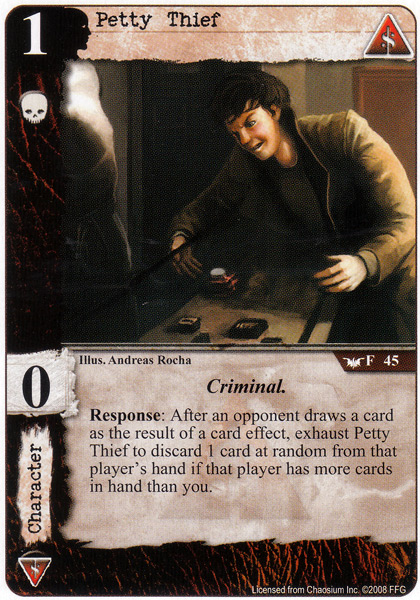 1
Petty Thief
Illus. Andreas Rocha
F 45
0
Criminal.
Response: After an opponent draws a card
as the result of a card effect, exhaust Petty
Thief to discard 1 card at random from that
player's hand if that player has more cards
in hand than you.
Character
Licensed from Chaosium Inc. ©2008 FFG